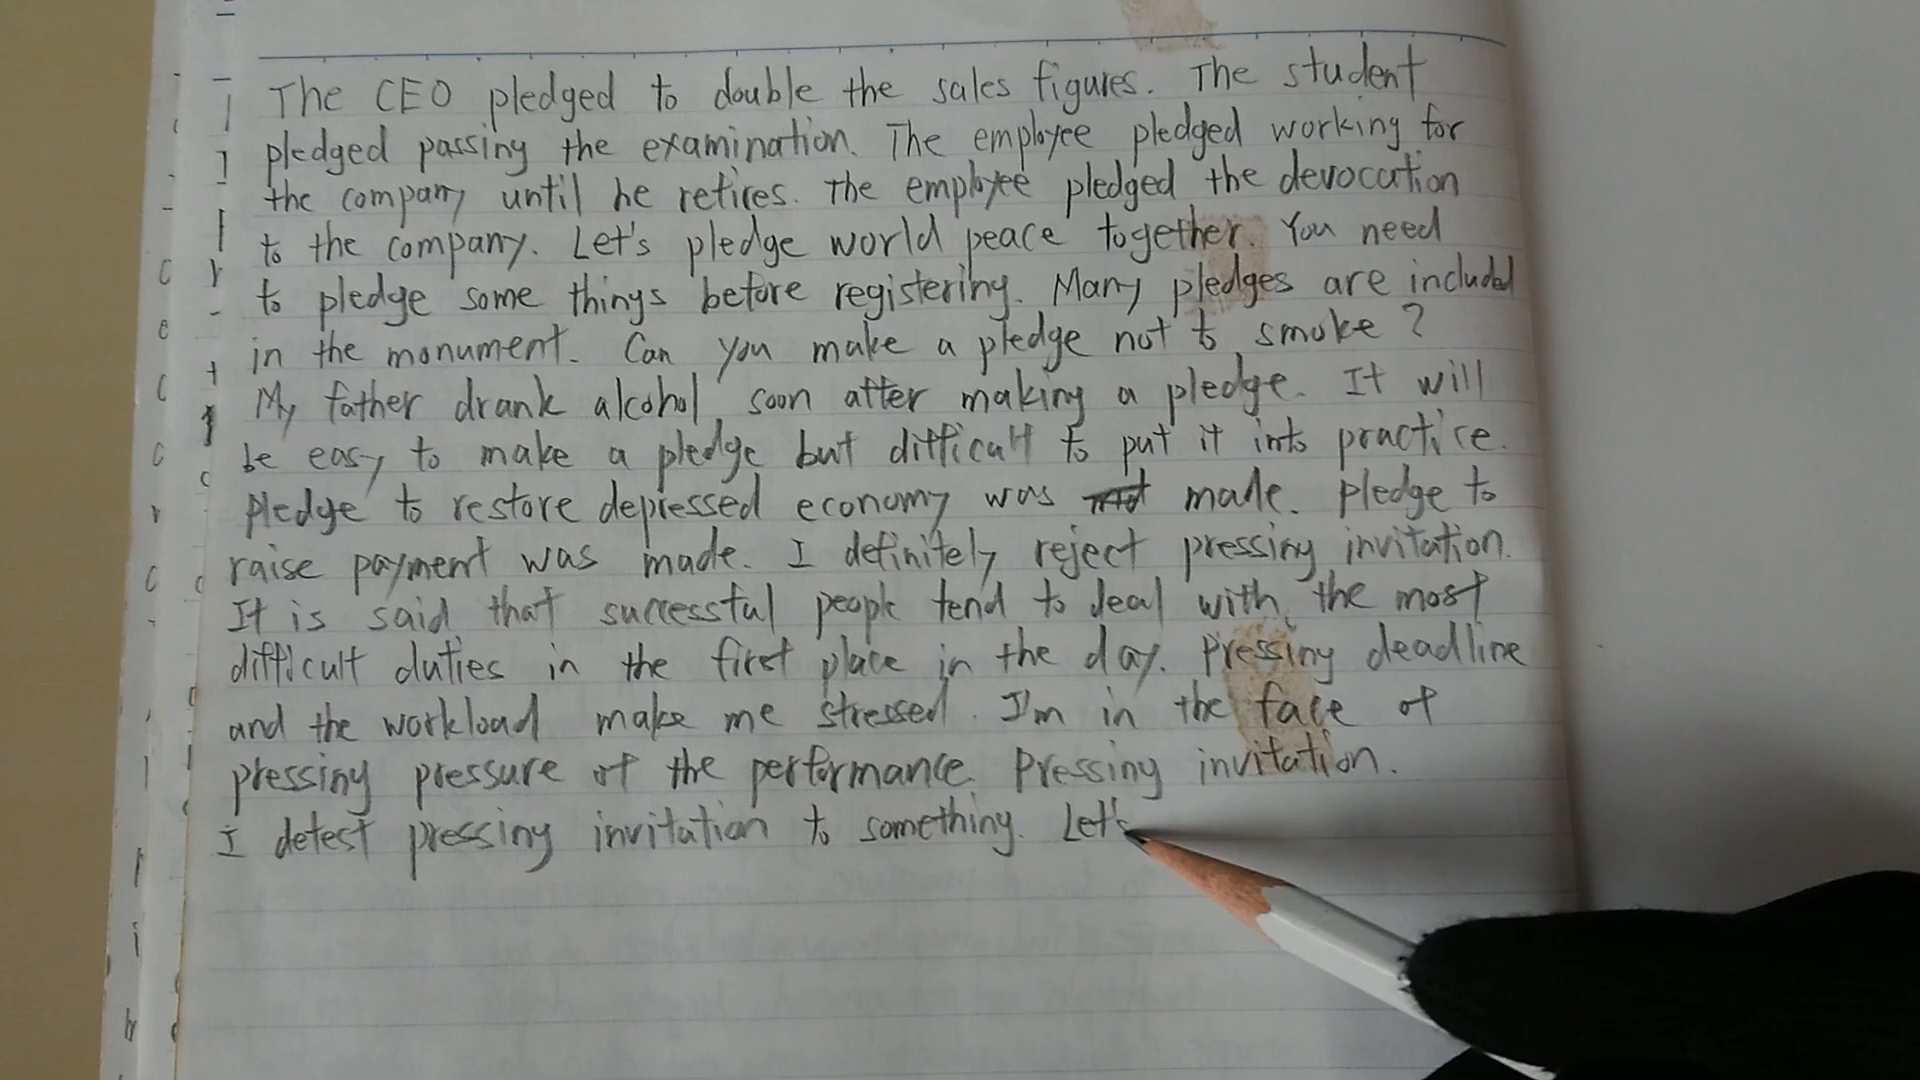 The CEO pledged to double the sales figures. The student
pledged passing the examination. The employee pledged working for
the company until he retires. The employee pledged the devocation
to the company. Let's pledge world peace together. You need
to pledge some things before registering. Many pledges are included
in the monument. Can you make a pledge not to smoke?
My father drank alcohol soon after making a pledge. It will
be easy to make a pledge but difficult to put it into practice.
Pledge to restore depressed economy was made. Pledge to
raise payment was made. I definitely reject pressing invitation.
It is said that successful people tend to deal with the most
difficult duties in the first place in the day. Pressing deadline
and the workload make me stressed. I'm in the face of
pressing pressure of the performance. Pressing invitation.
I detest pressing invitation to something. Let's